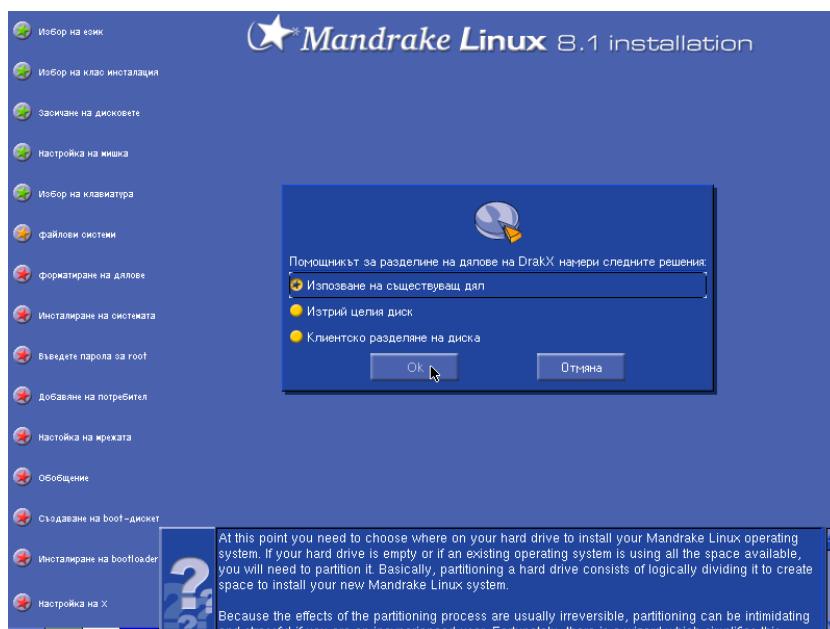 Mandrake Linux 8.1 installation
Избор на език
Избор на клас инсталация
Засичане на дисковете
Настройка на мишка
Избор на клавиатура
файлови системи
форматиране на дялове
Инсталиране на системата
Въведете парола за root
Добавяне на потребител
Настойка на мрежата
Обобщение
Създаване на boot-дискет
Инсталиране на bootloader
Настройка на X
Помощникът за разделине на дялове на DrakX намери следните решения:
Изпозване на съществуващ дял
Изтрий целия диск
Клиентско разделяне на диска
Ok
Отмяна
At this point you need to choose where on your hard drive to install your Mandrake Linux operating
system. If your hard drive is empty or if an existing operating system is using all the space available,
you will need to partition it. Basically, partitioning a hard drive consists of logically dividing it to create
space to install your new Mandrake Linux system.
Because the effects of the partitioning process are usually irreversible, partitioning can be intimidating